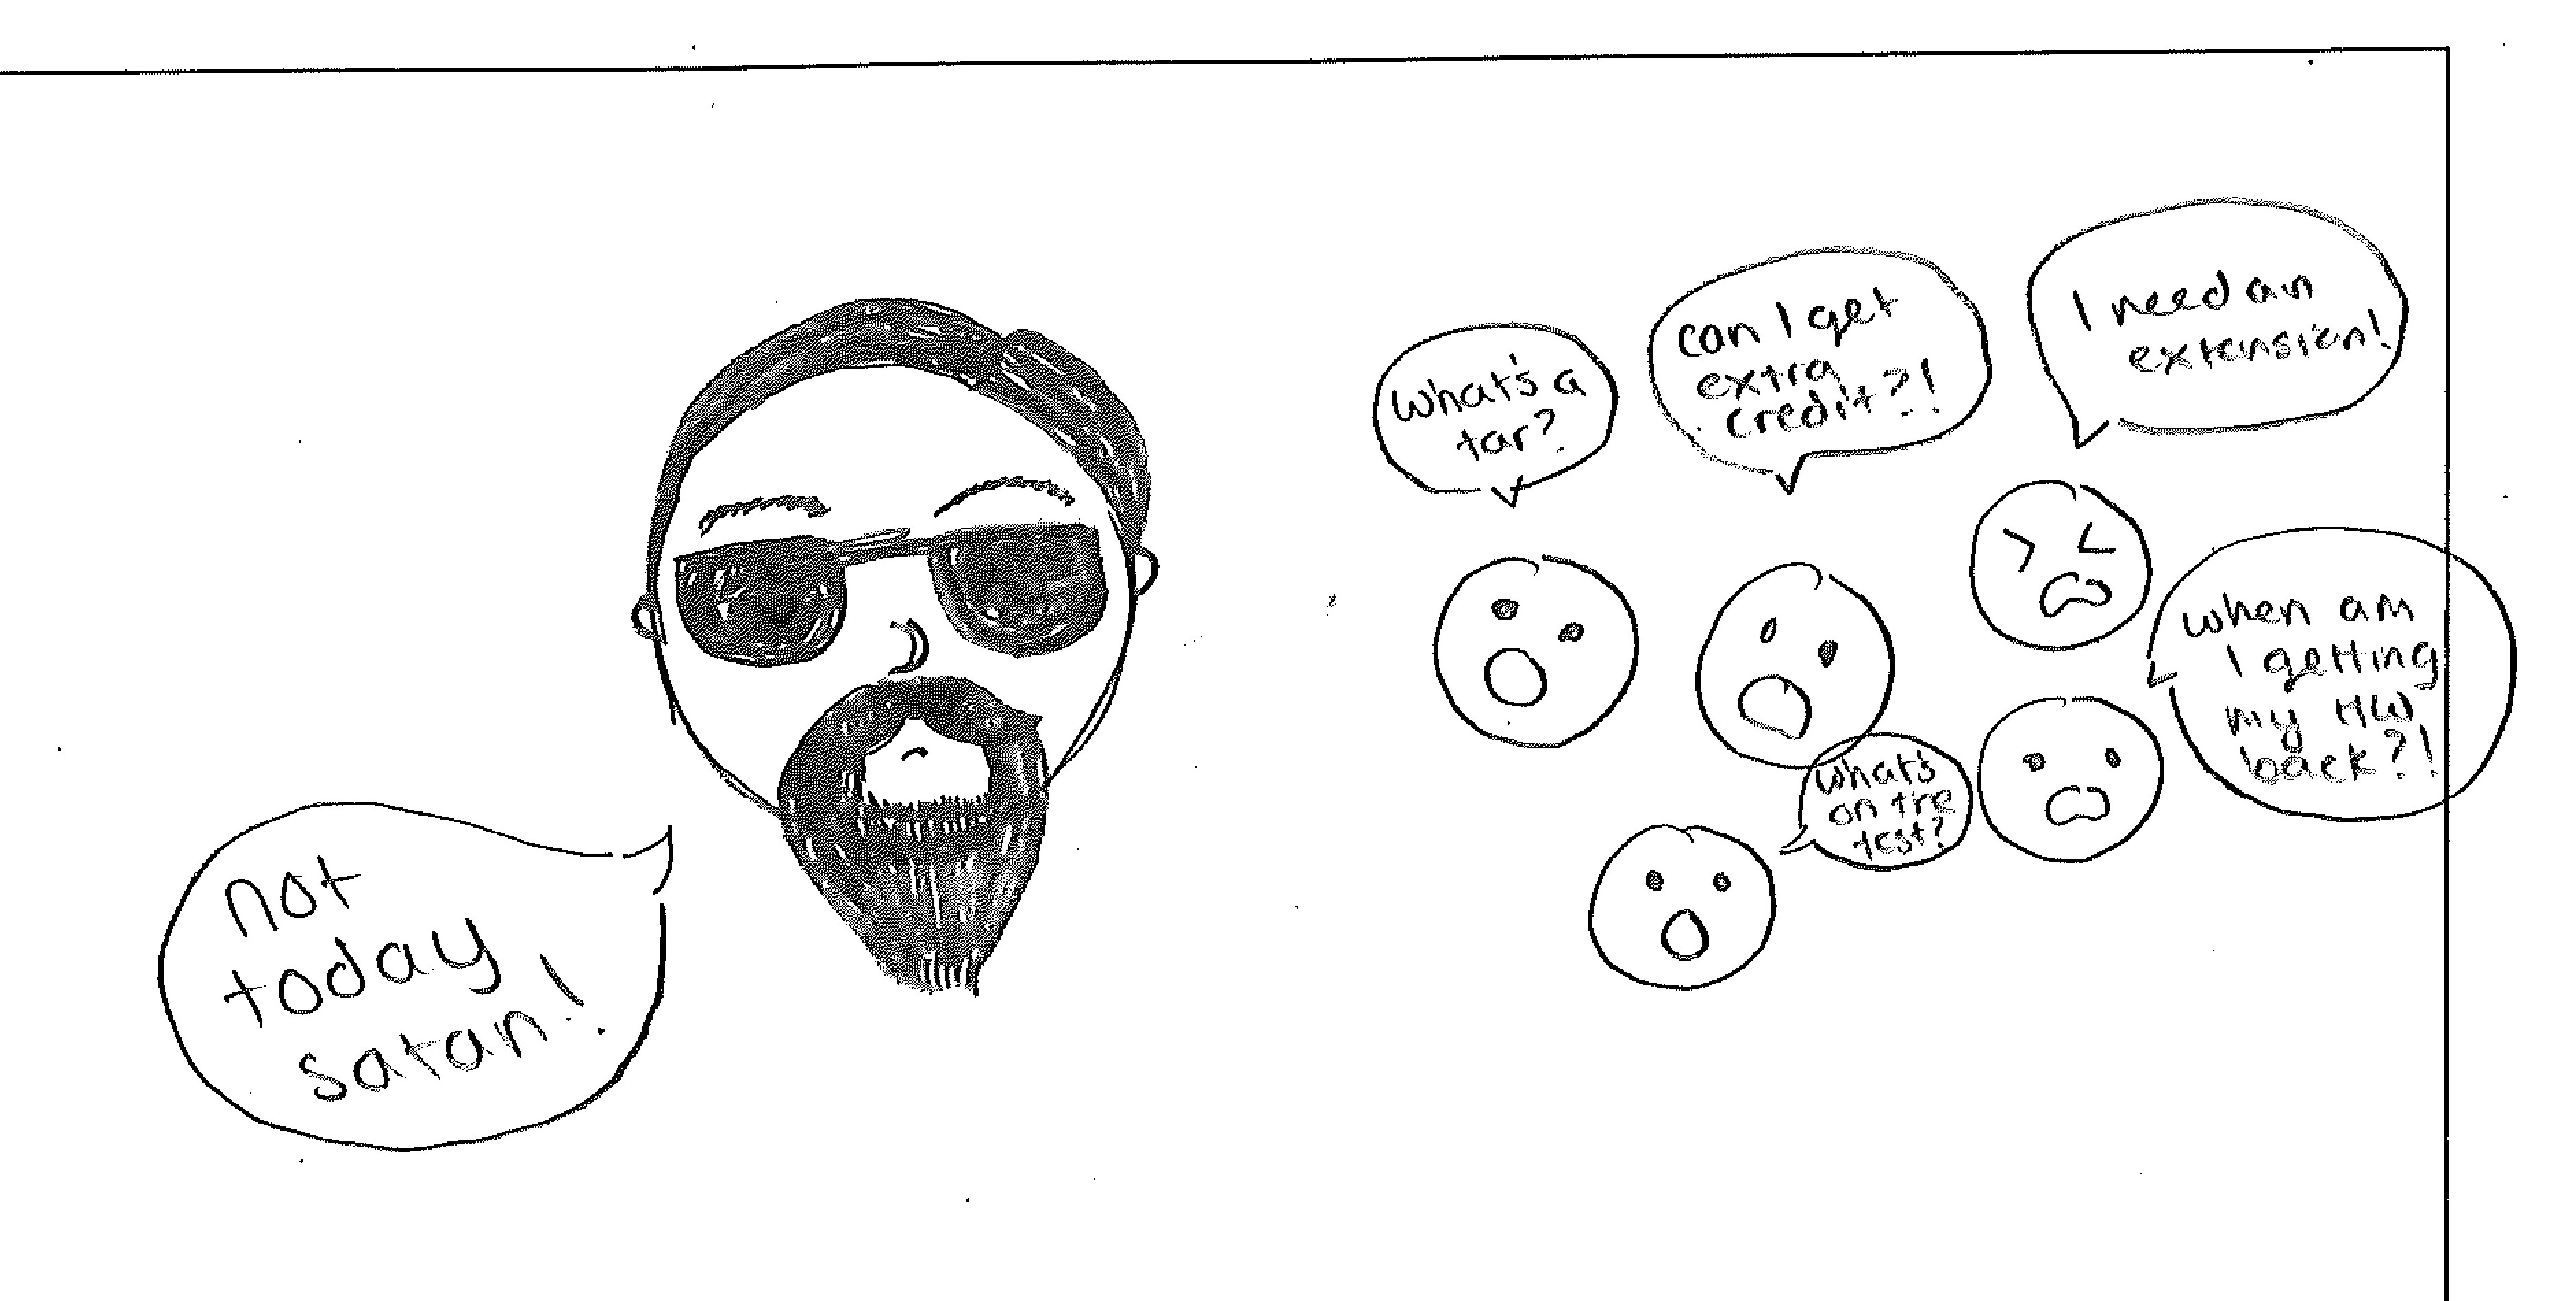 not
today
satan!
What's a
tar?
can I get
extra
credit?!
I need an
extension!
when am
I getting
my HW
back?!
What's
on the
test?